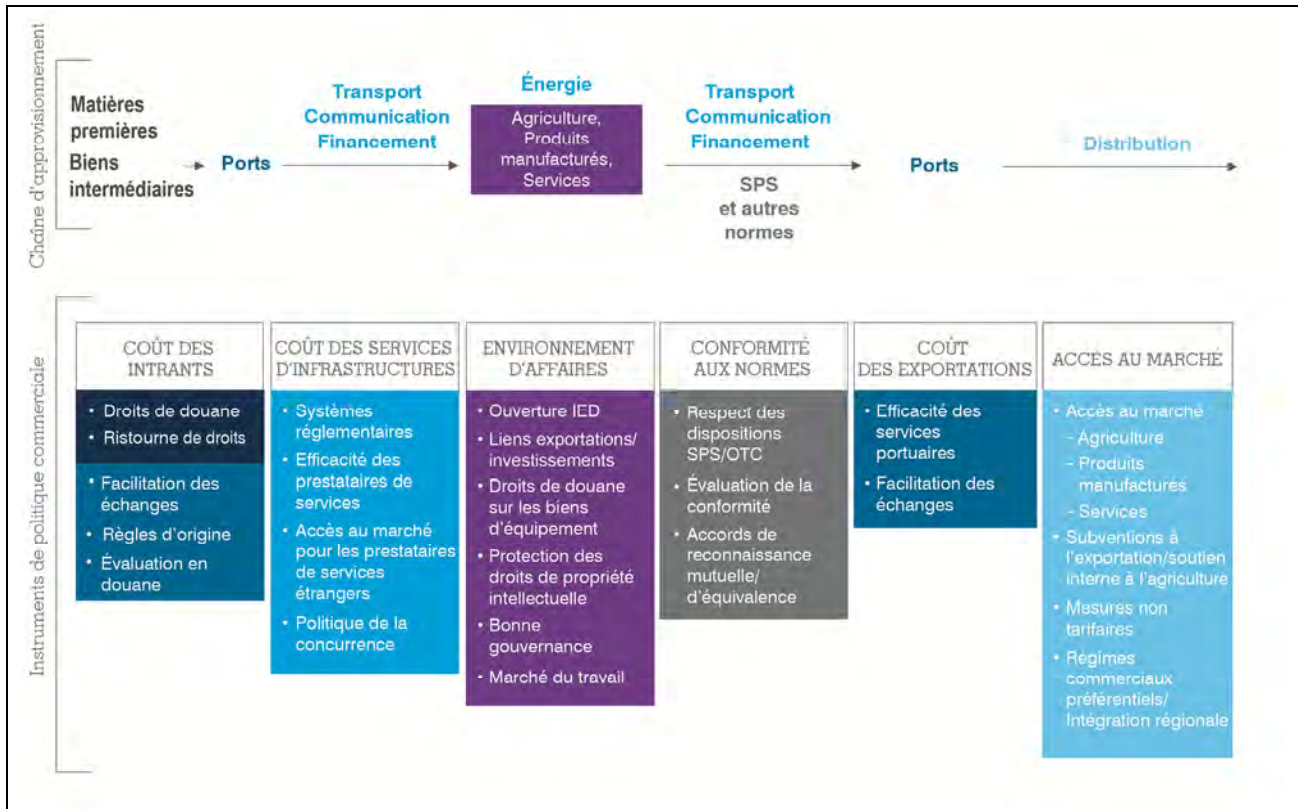 Chaîne d'approvisionnement
Matières
premières
Biens
intermédiaires
Ports
Transport
Communication
Financement
Énergie
Agriculture,
Produits
manufacturés,
Services
Transport
Communication
Financement
SPS
et autres
normes
Ports
Distribution
Instruments de politique commerciale
COÛT DES
INTRANTS
• Droits de douane
• Ristourne de droits
• Facilitation des
échanges
• Règles d'origine
• Évaluation en
douane
COÛT DES SERVICES
D'INFRASTRUCTURES
• Systèmes
réglementaires
• Efficacité des
prestataires de
services
• Accès au marché
pour les prestataires
de services
étrangers
• Politique de la
concurrence
ENVIRONNEMENT
D'AFFAIRES
• Ouverture IED
• Liens exportations/
investissements
• Droits de douane
sur les biens
d'équipement
• Protection des
droits de propriété
intellectuelle
• Bonne
gouvernance
• Marché du travail
CONFORMITÉ
AUX NORMES
• Respect des
dispositions
SPS/OTC
• Évaluation de la
conformité
• Accords de
reconnaissance
mutuelle/
d'équivalence
COÛT
DES EXPORTATIONS
• Efficacité des
services
portuaires
• Facilitation des
échanges
ACCÈS AU MARCHÉ
• Accès au marché
- Agriculture
- Produits
manufacturés
- Services
• Subventions à
l'exportation/soutien
interne à l'agriculture
• Mesures non
tarifaires
• Régimes
commerciaux
préférentiels/
Intégration régionale